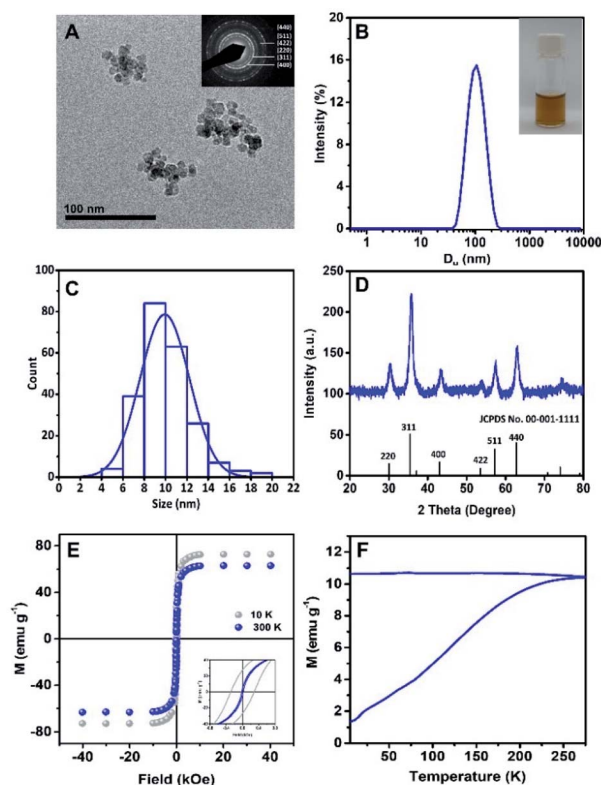 A
(440)
(511)
(422)
(220)
(311)
(400)
100 nm
B
20
16
12
8
4
0
Intensity (%)
1
10
100
1000
10000
C
100
80
60
40
20
0
Count
0 2 4 6 8 10 12 14 16 18 20 22
Size (nm)
D
200
150
100
50
0
Intensity (a.u.)
JCPDS No. 00-001-1111
220
311
400
422
511
440
20 30 40 50 60 70 80
2 Theta (Degree)
E
80
40
0
-40
-80
M (emu g-1)
10 K
300 K
-40 -20 0 20 40
Field (kOe)
F
12
10
8
6
4
2
0
M (emu g-1)
50 100 150 200 250
Temperature (K)